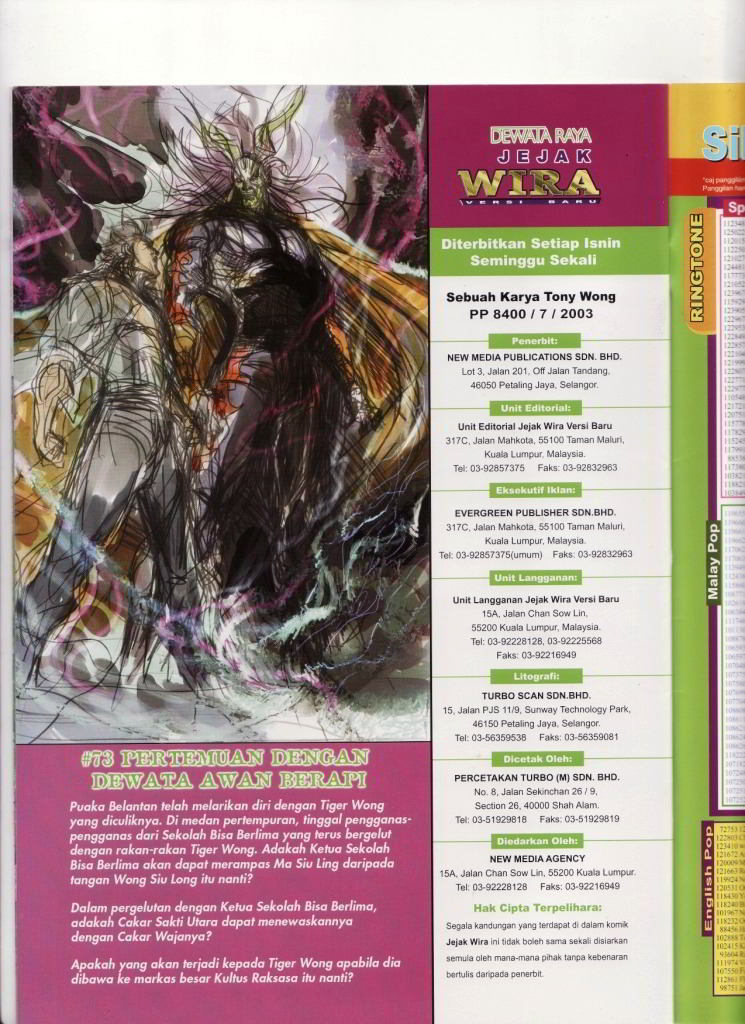 #73 PERTEMUAN DENGAN
DEWATA AWAN BERAPI
Puaka Belantan telah melarikan diri dengan Tiger Wong
yang diculiknya. Di medan pertempuran, tinggal pengganas-
pengganas dari Sekolah Bisa Berlima yang terus bergelut
dengan rakan-rakan Tiger Wong. Adakah Ketua Sekolah
Bisa Berlima akan dapat merampas Ma Siu Ling daripada
tangan Wong Siu Long itu nanti?
Dalam pergelutan dengan Ketua Sekolah Bisa Berlima,
adakah Cakar Sakti Utara dapat menewaskannya
dengan Cakar Wajanya?
Apakah yang akan terjadi kepada Tiger Wong apabila dia
dibawa ke markas besar Kultus Raksasa itu nanti?
DEWATA RAYA
JEJAK
WIRA
VERSI BARU
Diterbitkan Setiap Isnin
Seminggu Sekali
Sebuah Karya Tony Wong
PP 8400 / 7 / 2003
Penerbit:
NEW MEDIA PUBLICATIONS SDN. BHD.
Lot 3, Jalan 201, Off Jalan Tandang,
46050 Petaling Jaya, Selangor.
Unit Editorial:
Unit Editorial Jejak Wira Versi Baru
317C, Jalan Mahkota, 55100 Taman Maluri,
Kuala Lumpur, Malaysia.
Tel: 03-92857375 Faks: 03-92832963
Eksekutif Iklan:
EVERGREEN PUBLISHER SDN.BHD.
317C, Jalan Mahkota, 55100 Taman Maluri,
Kuala Lumpur, Malaysia.
Tel: 03-92857375(umum) Faks: 03-92832963
Unit Langganan:
Unit Langganan Jejak Wira Versi Baru
15A, Jalan Chan Sow Lin,
55200 Kuala Lumpur, Malaysia.
Tel: 03-92228128, 03-92225568
Faks: 03-92216949
Litografi:
TURBO SCAN SDN.BHD.
15, Jalan PJS 11/9, Sunway Technology Park,
46150 Petaling Jaya, Selangor.
Tel: 03-56359538 Faks: 03-56359081
Dicetak Oleh:
PERCETAKAN TURBO (M) SDN. BHD.
No. 8, Jalan Sekinchan 26 / 9,
Section 26, 40000 Shah Alam.
Tel: 03-51929818 Faks: 03-51929819
Diedarkan Oleh:
NEW MEDIA AGENCY
15A, Jalan Chan Sow Lin, 55200 Kuala Lumpur.
Tel: 03-92228128 Faks: 03-92216949
Hak Cipta Terpelihara:
Segala kandungan yang terdapat di dalam komik
Jejak Wira ini tidak boleh sama sekali disiarkan
semula oleh mana-mana pihak tanpa kebenaran
bertulis daripada penerbit.
*caj panggilan
Panggilan
RINGTONE
Malay Pop
English Pop